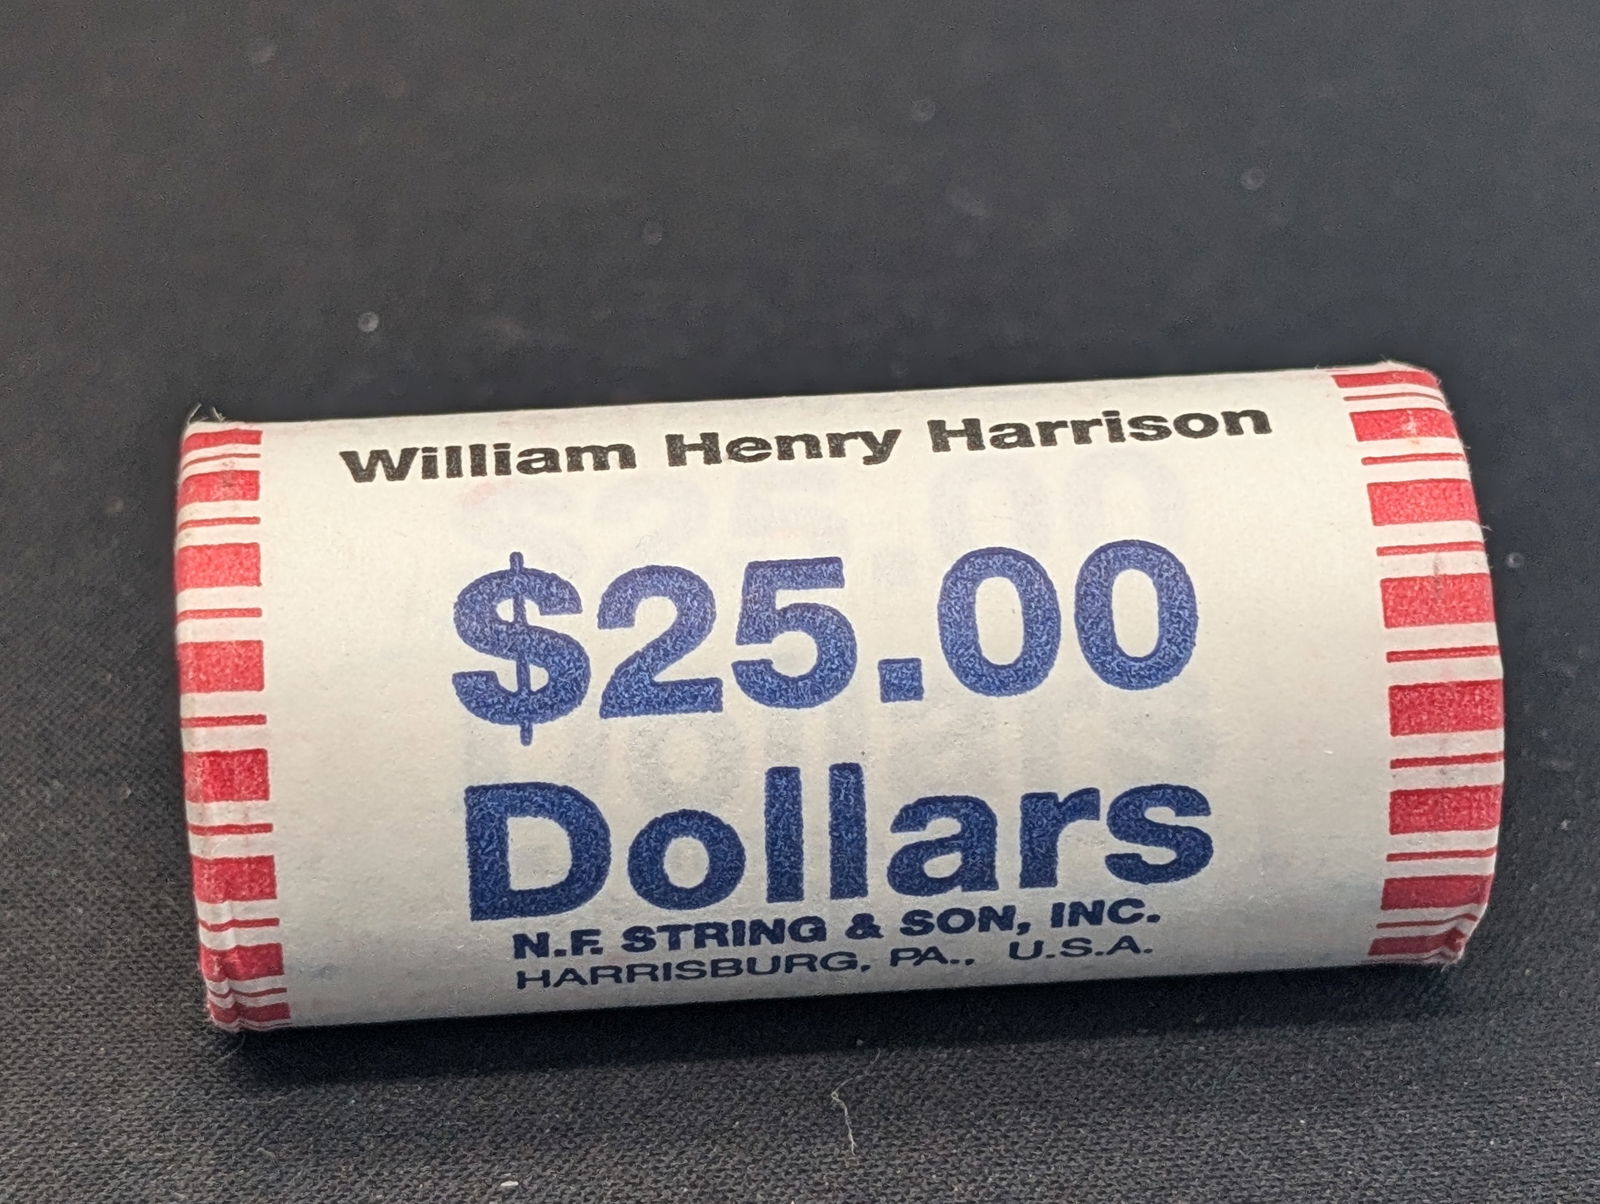 William Henry Harrison
$25.00
Dollars
N.F. STRING & SON, INC.
HARRISBURG, PA., U.S.A.